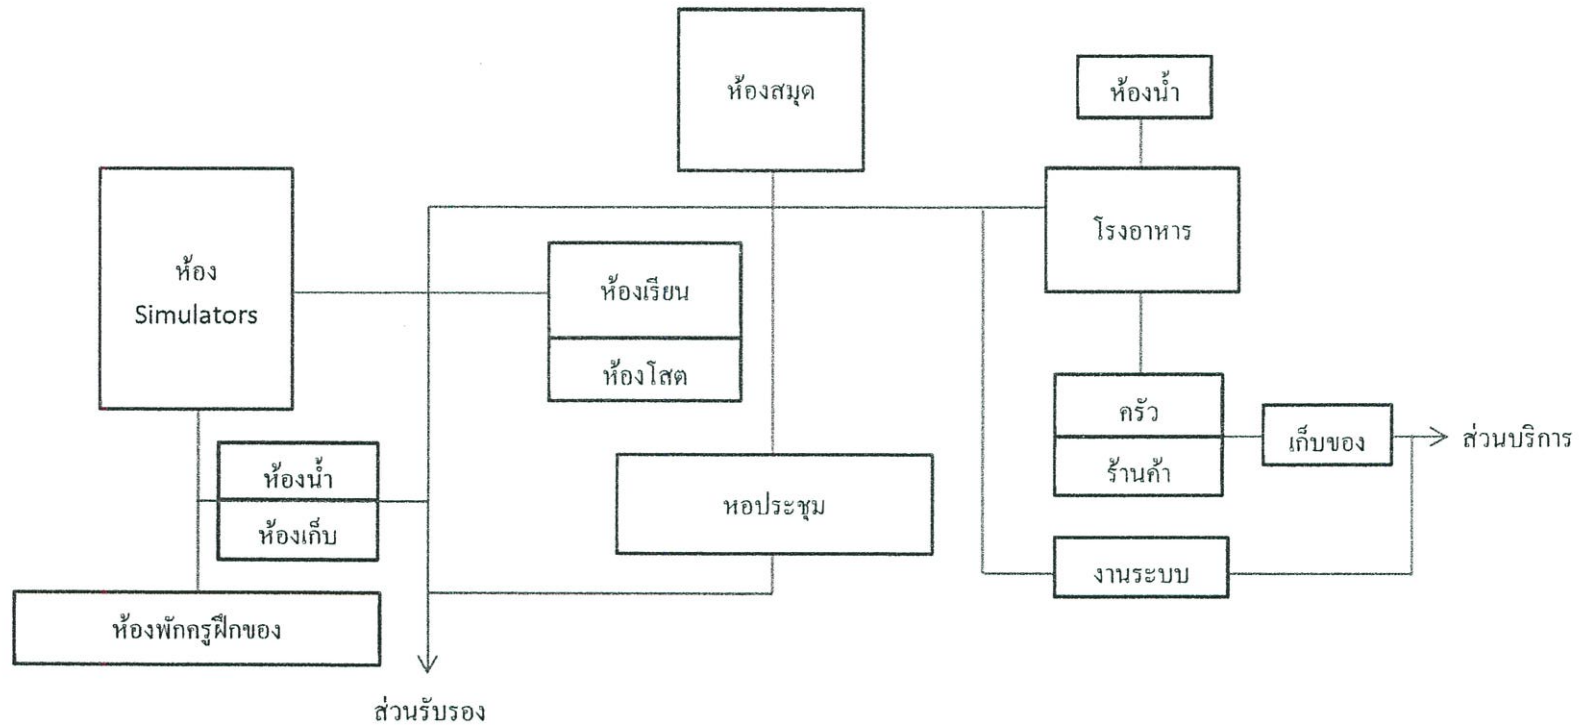 ห้องสมุด
ห้องน้ำ
ห้อง
Simulators
โรงอาหาร
ห้องเรียน
ห้องโสต
ครัว
เก็บของ
ส่วนบริการ
ร้านค้า
ห้องน้ำ
ห้องเก็บ
หอประชุม
งานระบบ
ห้องพักครูฝึกของ
ส่วนรับรอง